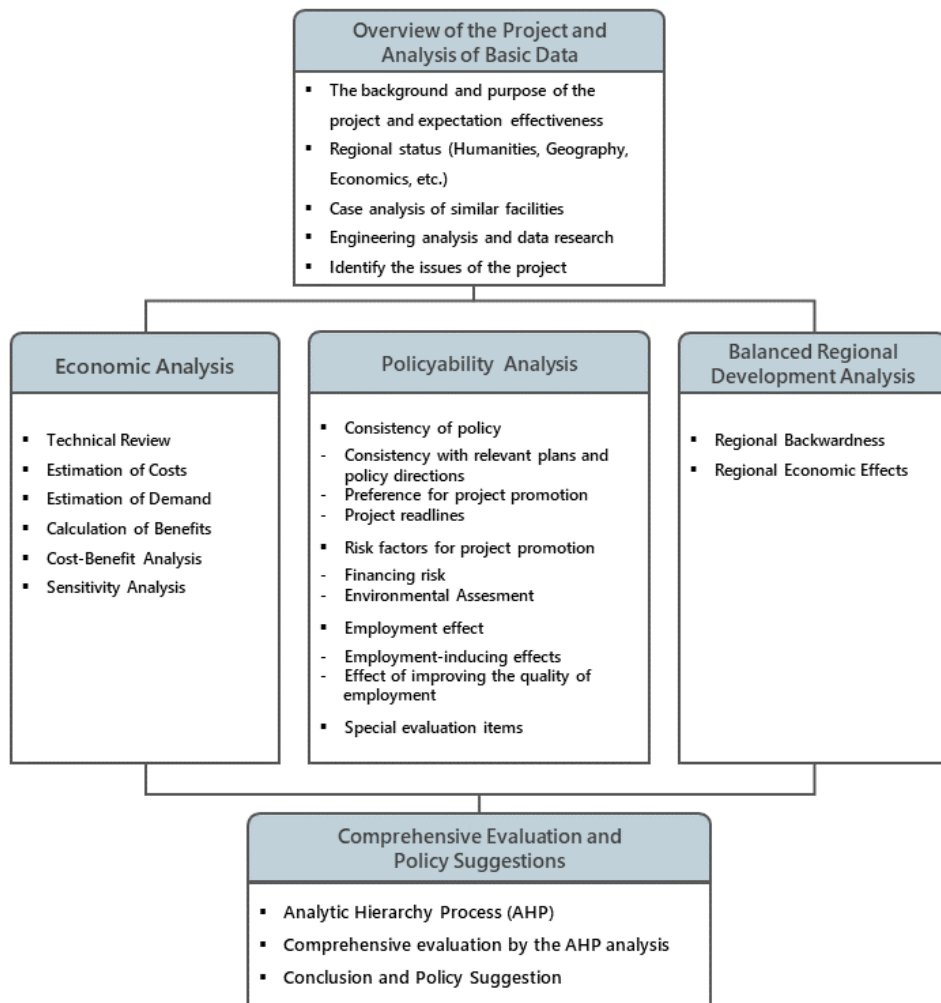 Overview of the Project and
Analysis of Basic Data
▪ The background and purpose of the
project and expectation effectiveness
▪ Regional status (Humanities, Geography,
Economics, etc.)
▪ Case analysis of similar facilities
▪ Engineering analysis and data research
▪ Identify the issues of the project
Economic Analysis
▪ Technical Review
▪ Estimation of Costs
▪ Estimation of Demand
▪ Calculation of Benefits
▪ Cost-Benefit Analysis
▪ Sensitivity Analysis
Policyability Analysis
▪ Consistency of policy
- Consistency with relevant plans and
policy directions
- Preference for project promotion
- Project readlines
▪ Risk factors for project promotion
- Financing risk
- Environmental Assesment
▪ Employment effect
- Employment-inducing effects
- Effect of improving the quality of
employment
▪ Special evaluation items
Balanced Regional
Development Analysis
▪ Regional Backwardness
▪ Regional Economic Effects
Comprehensive Evaluation and
Policy Suggestions
▪ Analytic Hierarchy Process (AHP)
▪ Comprehensive evaluation by the AHP analysis
▪ Conclusion and Policy Suggestion